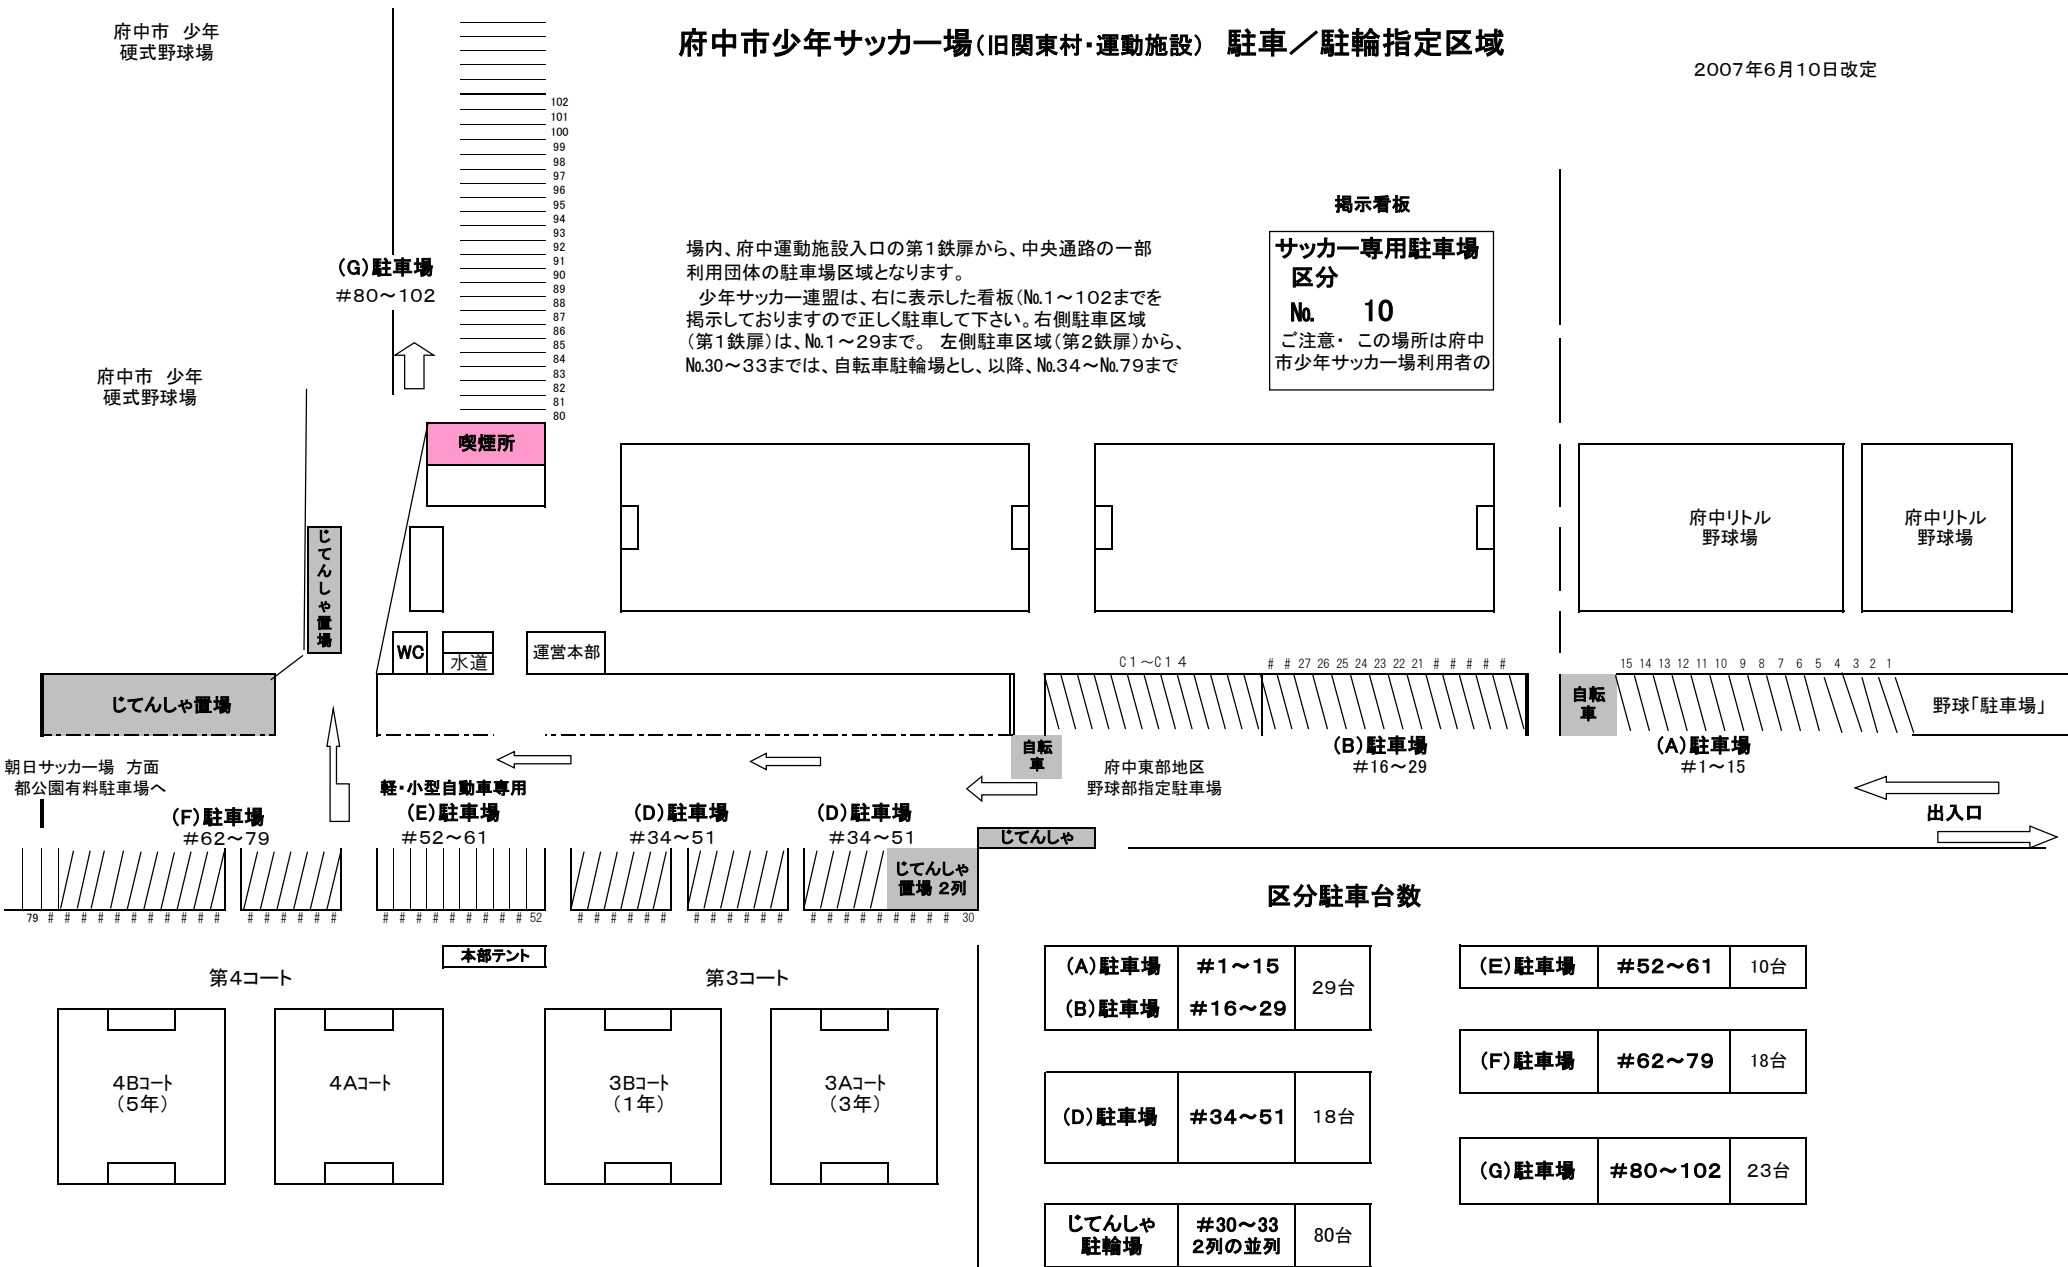 府中市少年サッカー場(旧関東村・運動施設) 駐車／駐輪指定区域
2007年6月10日改定
府中市 少年
硬式野球場
102
101
100
99
98
97
96
95
94
93
92
91
90
89
88
87
86
85
84
83
82
81
80
(G)駐車場
#80～102
場内、府中運動施設入口の第1鉄扉から、中央通路の一部
利用団体の駐車場区域となります。
少年サッカー連盟は、右に表示した看板(№1～102までを
掲示しておりますので正しく駐車して下さい。右側駐車区域
(第1鉄扉)は、№1～29まで。 左側駐車区域(第2鉄扉)から、
№30～33までは、自転車駐輪場とし、以降、№34～№79まで
掲示看板
サッカー専用駐車場
区分
№ 10
ご注意・ この場所は府中
市少年サッカー場利用者の
府中市 少年
硬式野球場
喫煙所
府中リトル
野球場
府中リトル
野球場
じてんしゃ置場
WC
水道
運営本部
C1～C14
# # 27 26 25 24 23 22 21 # # # # #
15 14 13 12 11 10 9 8 7 6 5 4 3 2 1
じてんしゃ置場
自転
車
野球「駐車場」
自転
車
(B)駐車場
#16～29
(A)駐車場
#1～15
府中東部地区
野球部指定駐車場
朝日サッカー場 方面
都公園有料駐車場へ
軽・小型自動車専用
(F)駐車場
#62～79
(E)駐車場
#52～61
(D)駐車場
#34～51
(D)駐車場
#34～51
出入口
じてんしゃ
じてんしゃ
置場 2列
79 # # # # # # # # # # # # # # # # #
# # # # # # # # # 52
# # # # # #
# # # # # #
# # # # # # # # # 30
本部テント
第4コート
第3コート
4Bコート
(5年)
4Aコート
3Bコート
(1年)
3Aコート
(3年)
区分駐車台数
(A)駐車場 #1～15
29台
(B)駐車場 #16～29
(D)駐車場 #34～51 18台
じてんしゃ
駐輪場
#30～33
2列の並列
80台
(E)駐車場 #52～61 10台
(F)駐車場 #62～79 18台
(G)駐車場 #80～102 23台